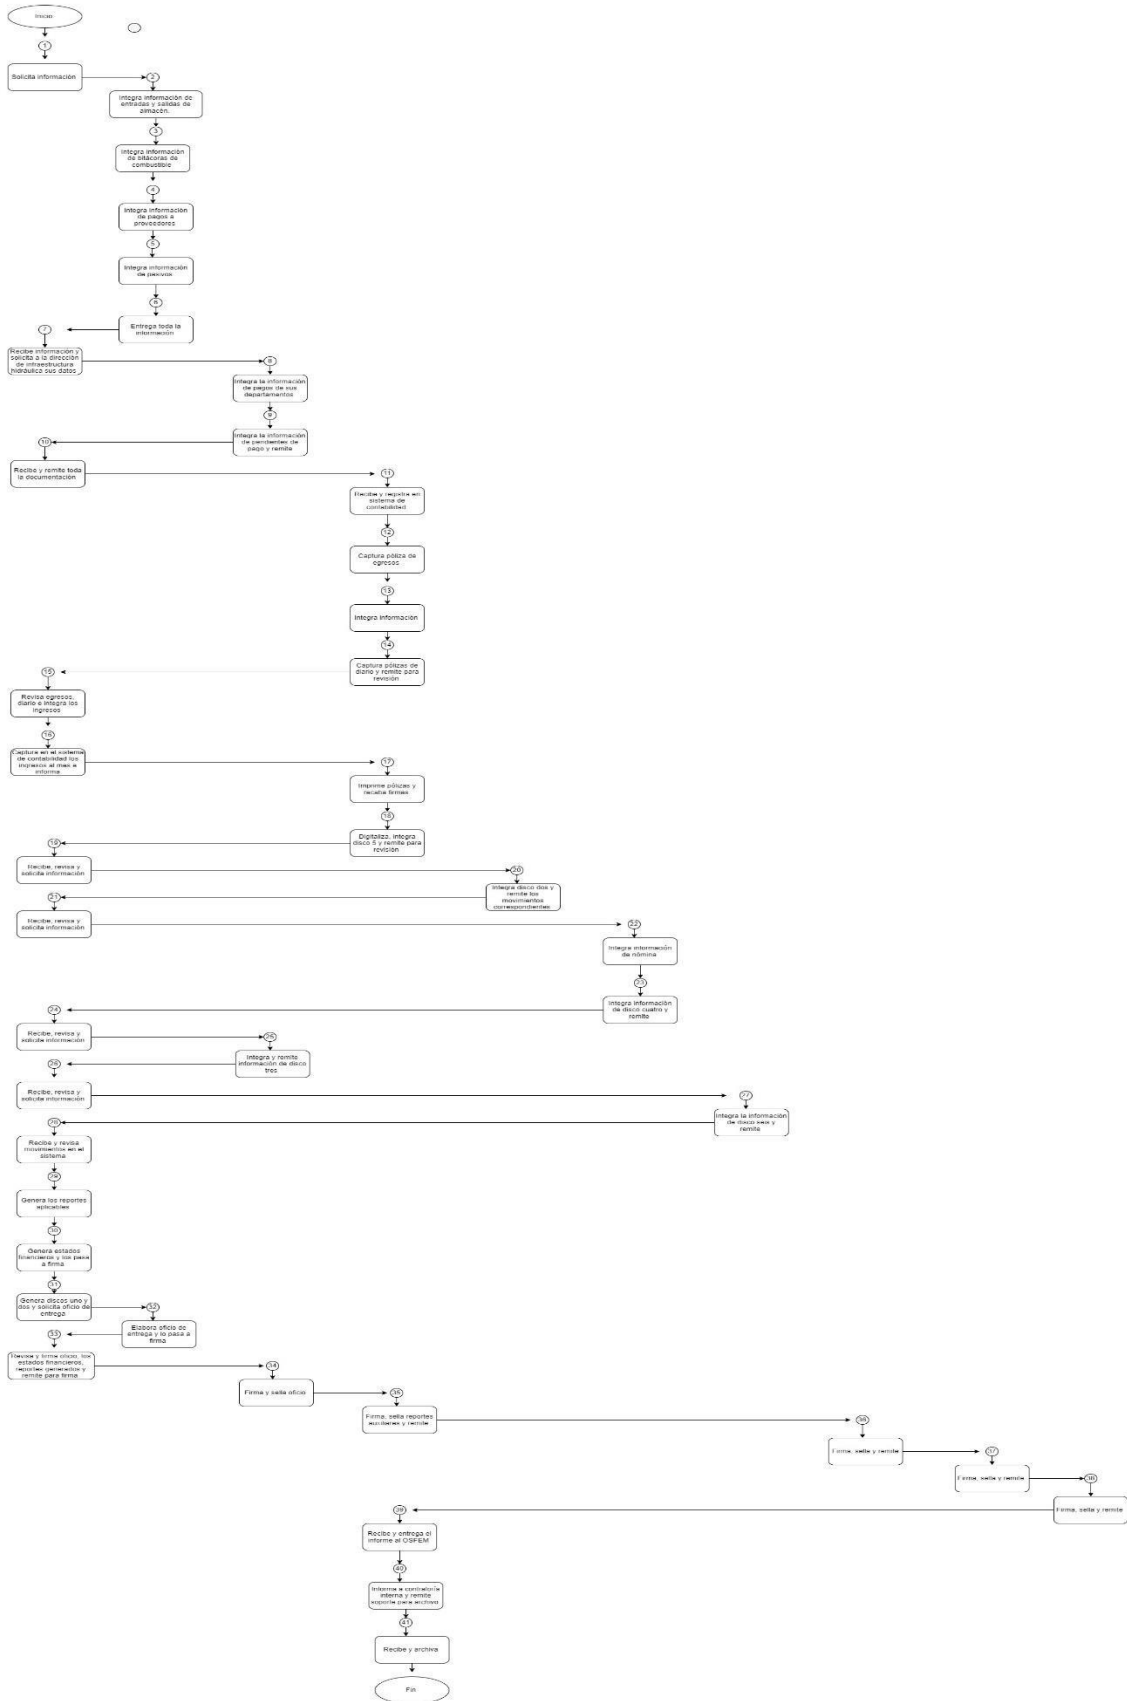 Inicio
1
Solicita información
2
Integra información de
entradas y salidas de
almacén.
3
Integra información
de bitácoras de
combustible
4
Integra información
de pagos a
proveedores
5
Integra información
de pasivos
6
Entrega toda la
información
7
Recibe información y
solicita a la dirección
de infraestructura
hidráulica sus datos
8
Integra la información
de pagos de sus
departamentos
9
Integra la información
de pendientes de
pago y remite
10
Recibe y remite toda
la documentación
11
Recibe y registra en
sistema de
contabilidad
12
Captura póliza de
egresos
13
Integra información
14
Captura pólizas de
diario y remite para
revisión
15
Revisa egresos,
diario e integra los
ingresos
16
Captura en el sistema
de contabilidad los
ingresos al mes e
informa
17
Imprime pólizas y
recaba firmas
18
Digitaliza, integra
disco 5 y remite para
revisión
19
Recibe, revisa y
solicita información
20
Integra disco dos y
remite los
movimientos
correspondientes
21
Recibe, revisa y
solicita información
22
Integra información
de nómina
23
Integra información
de disco cuatro y
remite
24
Recibe, revisa y
solicita información
25
Integra y remite
información de disco
tres
26
Recibe, revisa y
solicita información
27
Integra la información
de disco seis y
remite
28
Recibe y revisa
movimientos en el
sistema
29
Genera los reportes
aplicables
30
Genera estados
financieros y los pasa
a firma
31
Genera discos uno y
dos y solicita oficio de
entrega
32
Elabora oficio de
entrega y lo pasa a
firma
33
Revisa y firma oficio, los
estados financieros,
reportes generados y
remite para firma
34
Firma y sella oficio
35
Firma, sella reportes
auxiliares y remite
36
Firma, sella y remite
37
Firma, sella y remite
38
Firma, sella y remite
39
Recibe y entrega el
informe al OSFEM
40
Informa a contraloría
interna y remite
soporte para archivo
41
Recibe y archiva
Fin